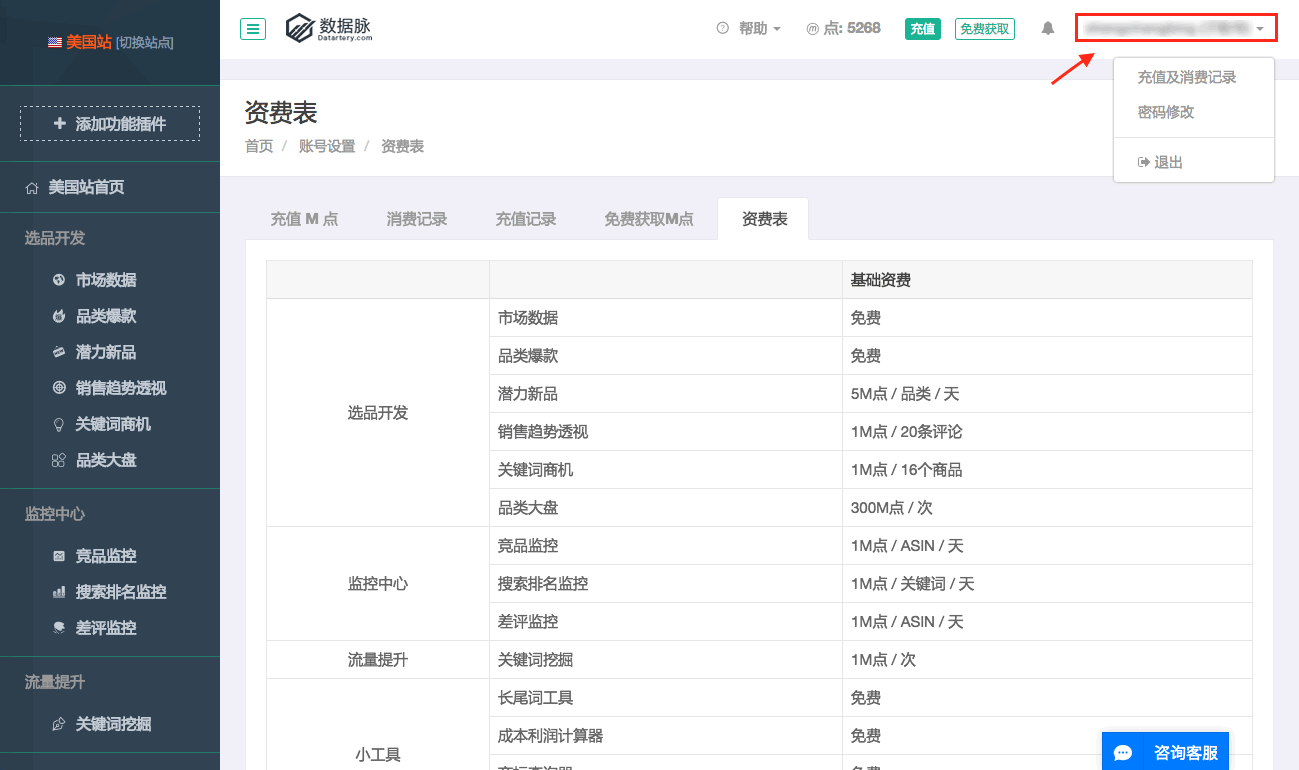 美国站 [切换站点]
添加功能插件
美国站首页
选品开发
市场数据
品类爆款
潜力新品
销售趋势透视
关键词商机
品类大盘
监控中心
竞品监控
搜索排名监控
差评监控
流量提升
关键词挖掘
数据脉
Datartery.com
帮助
点: 5268
充值
免费获取
充值及消费记录
密码修改
退出
资费表
首页 / 账号设置 / 资费表
充值 M 点 消费记录 充值记录 免费获取M点 资费表
基础资费
选品开发
市场数据 免费
品类爆款 免费
潜力新品 5M点 / 品类 / 天
销售趋势透视 1M点 / 20条评论
关键词商机 1M点 / 16个商品
品类大盘 300M点 / 次
监控中心
竞品监控 1M点 / ASIN / 天
搜索排名监控 1M点 / 关键词 / 天
差评监控 1M点 / ASIN / 天
流量提升 关键词挖掘 1M点 / 次
小工具
长尾词工具 免费
成本利润计算器 免费
咨询客服